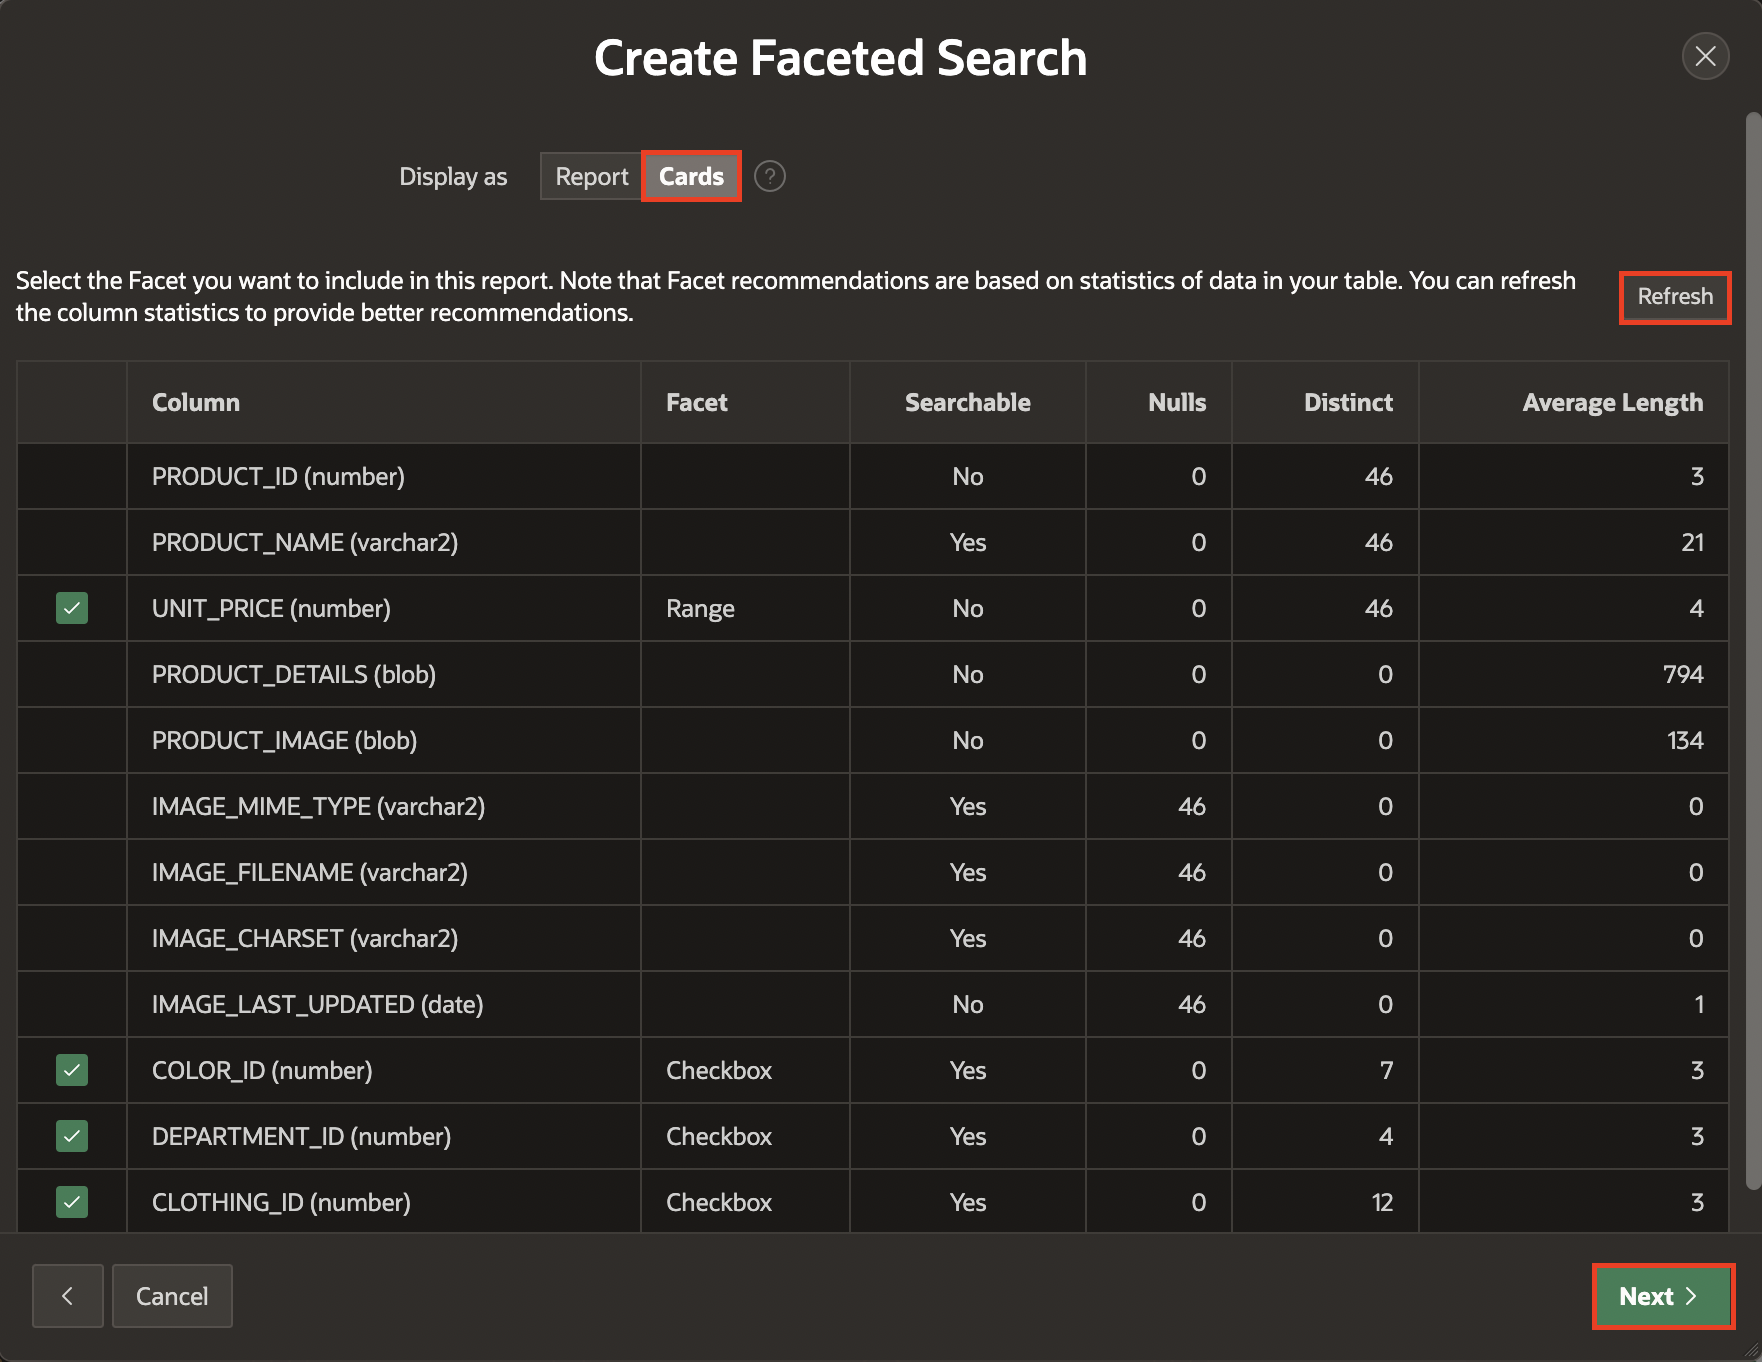 Create Faceted Search
Display as Report Cards ?
Select the Facet you want to include in this report. Note that Facet recommendations are based on statistics of data in your table. You can refresh
the column statistics to provide better recommendations.
Refresh
Column Facet Searchable Nulls Distinct Average Length
PRODUCT_ID (number) No 0 46 3
PRODUCT_NAME (varchar2) Yes 0 46 21
UNIT_PRICE (number) Range No 0 46 4
PRODUCT_DETAILS (blob) No 0 0 794
PRODUCT_IMAGE (blob) No 0 0 134
IMAGE_MIME_TYPE (varchar2) Yes 46 0 0
IMAGE_FILENAME (varchar2) Yes 46 0 0
IMAGE_CHARSET (varchar2) Yes 46 0 0
IMAGE_LAST_UPDATED (date) No 46 0 1
COLOR_ID (number) Checkbox Yes 0 7 3
DEPARTMENT_ID (number) Checkbox Yes 0 4 3
CLOTHING_ID (number) Checkbox Yes 0 12 3
Cancel Next